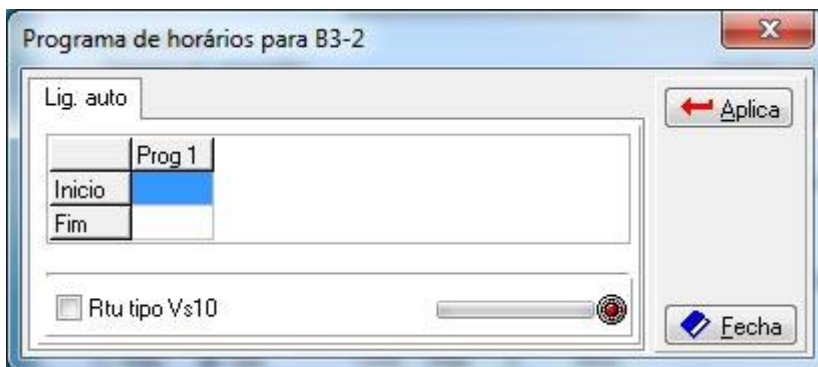 Programa de horários para B3-2
Lig. auto
Prog 1
Inicio
Fim
Rtu tipo Vs10
Aplica
Fecha